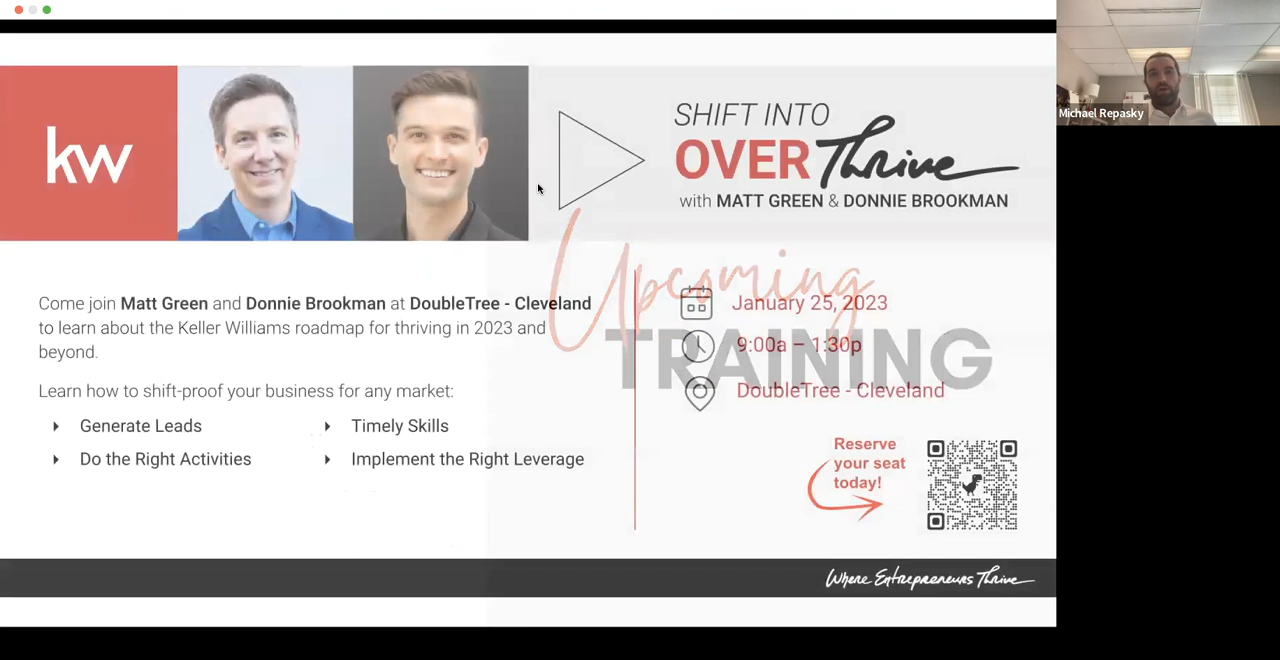 Michael Repasky
kw
SHIFT INTO
OVER Thrive
with MATT GREEN & DONNIE BROOKMAN
Upcoming
TRAINING
Come join Matt Green and Donnie Brookman at DoubleTree - Cleveland
to learn about the Keller Williams roadmap for thriving in 2023 and
beyond.
Learn how to shift-proof your business for any market:
Generate Leads
Timely Skills
Do the Right Activities
Implement the Right Leverage
January 25, 2023
9:00a – 1:30p
DoubleTree - Cleveland
Reserve
your seat
today!
Where Entrepreneurs Thrive